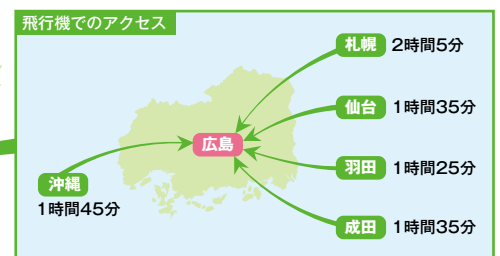 飛行機でのアクセス
札幌 2時間5分
仙台 1時間35分
広島
羽田 1時間25分
沖縄
1時間45分
成田 1時間35分